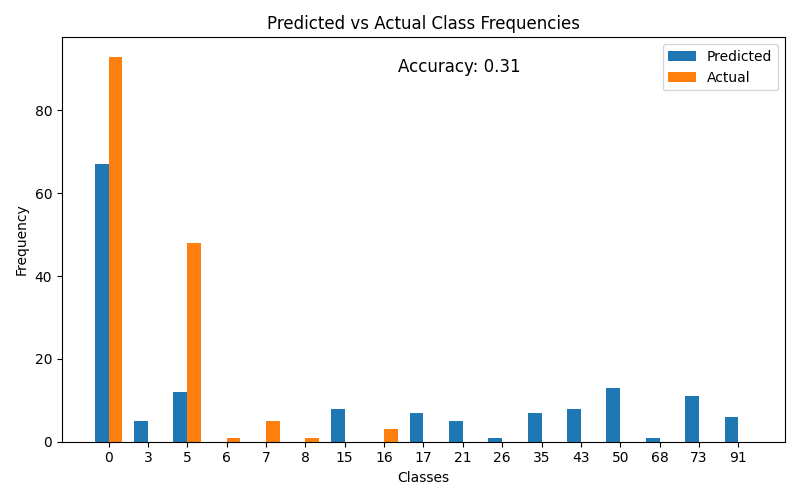 Predicted vs Actual Class Frequencies
Accuracy: 0.31
Predicted
Actual
Frequency
80
60
40
20
0
0 3 5 6 7 8 15 16 17 21 26 35 43 50 68 73 91
Classes